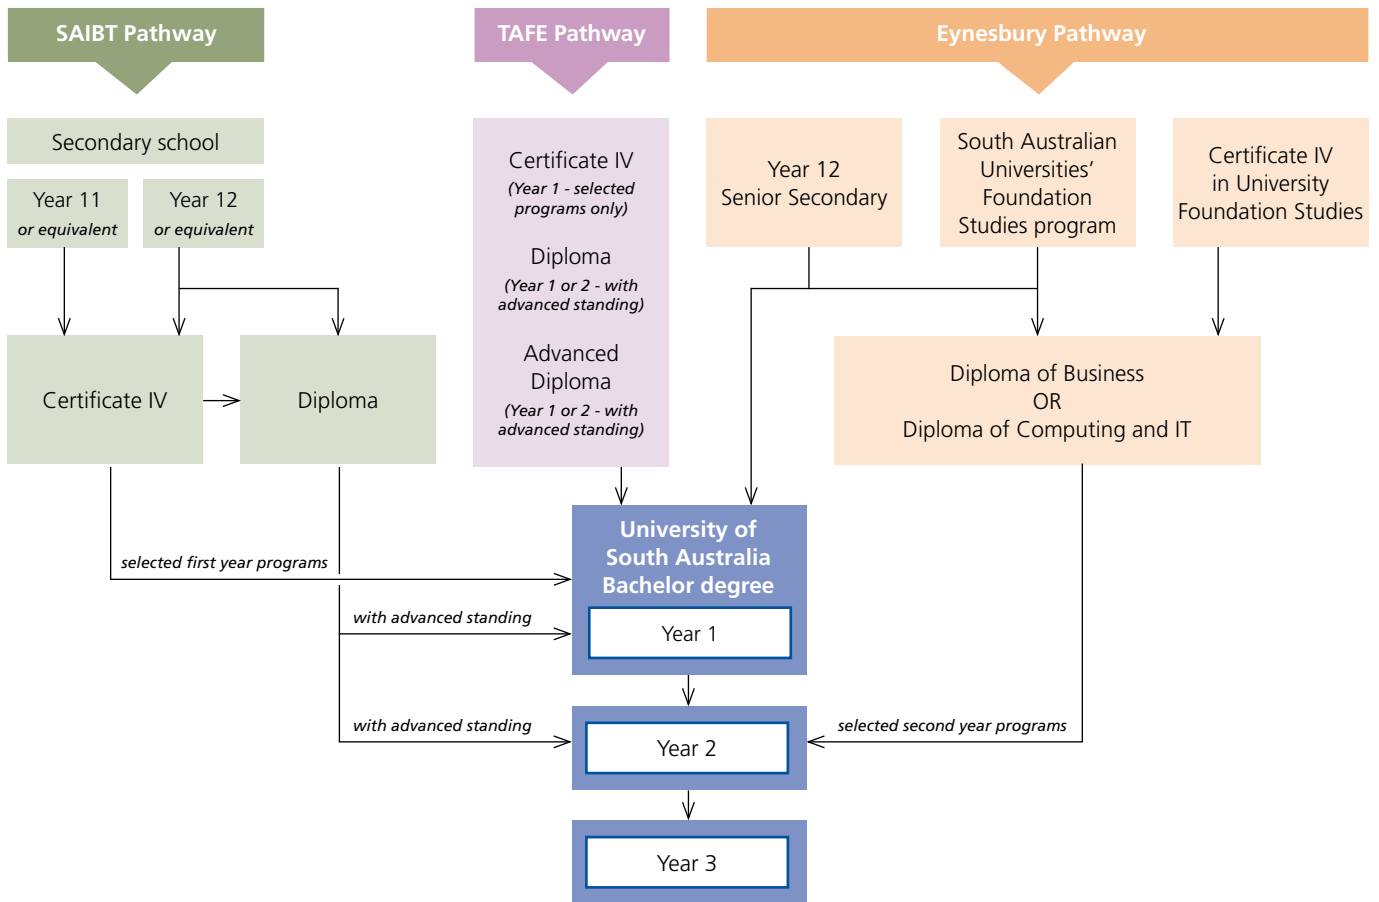 SAIBT Pathway
Secondary school
Year 11
or equivalent
Year 12
or equivalent
Certificate IV
Diploma
TAFE Pathway
Certificate IV
(Year 1 - selected
programs only)
Diploma
(Year 1 or 2 - with
advanced standing)
Advanced
Diploma
(Year 1 or 2 - with
advanced standing)
Eynesbury Pathway
Year 12
Senior Secondary
South Australian
Universities’
Foundation
Studies program
Certificate IV
in University
Foundation Studies
Diploma of Business
OR
Diploma of Computing and IT
University of
South Australia
Bachelor degree
selected first year programs
with advanced standing
Year 1
with advanced standing
Year 2
selected second year programs
Year 3